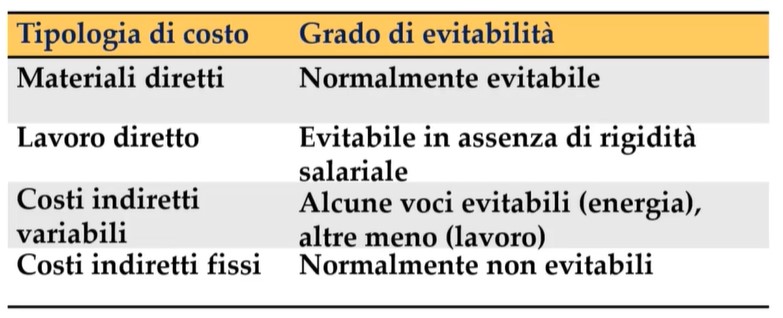 Tipologia di costo Grado di evitabilità
Materiali diretti Normalmente evitabile
Lavoro diretto Evitabile in assenza di rigidità
salariale
Costi indiretti Alcune voci evitabili (energia),
variabili altre meno (lavoro)
Costi indiretti fissi Normalmente non evitabili